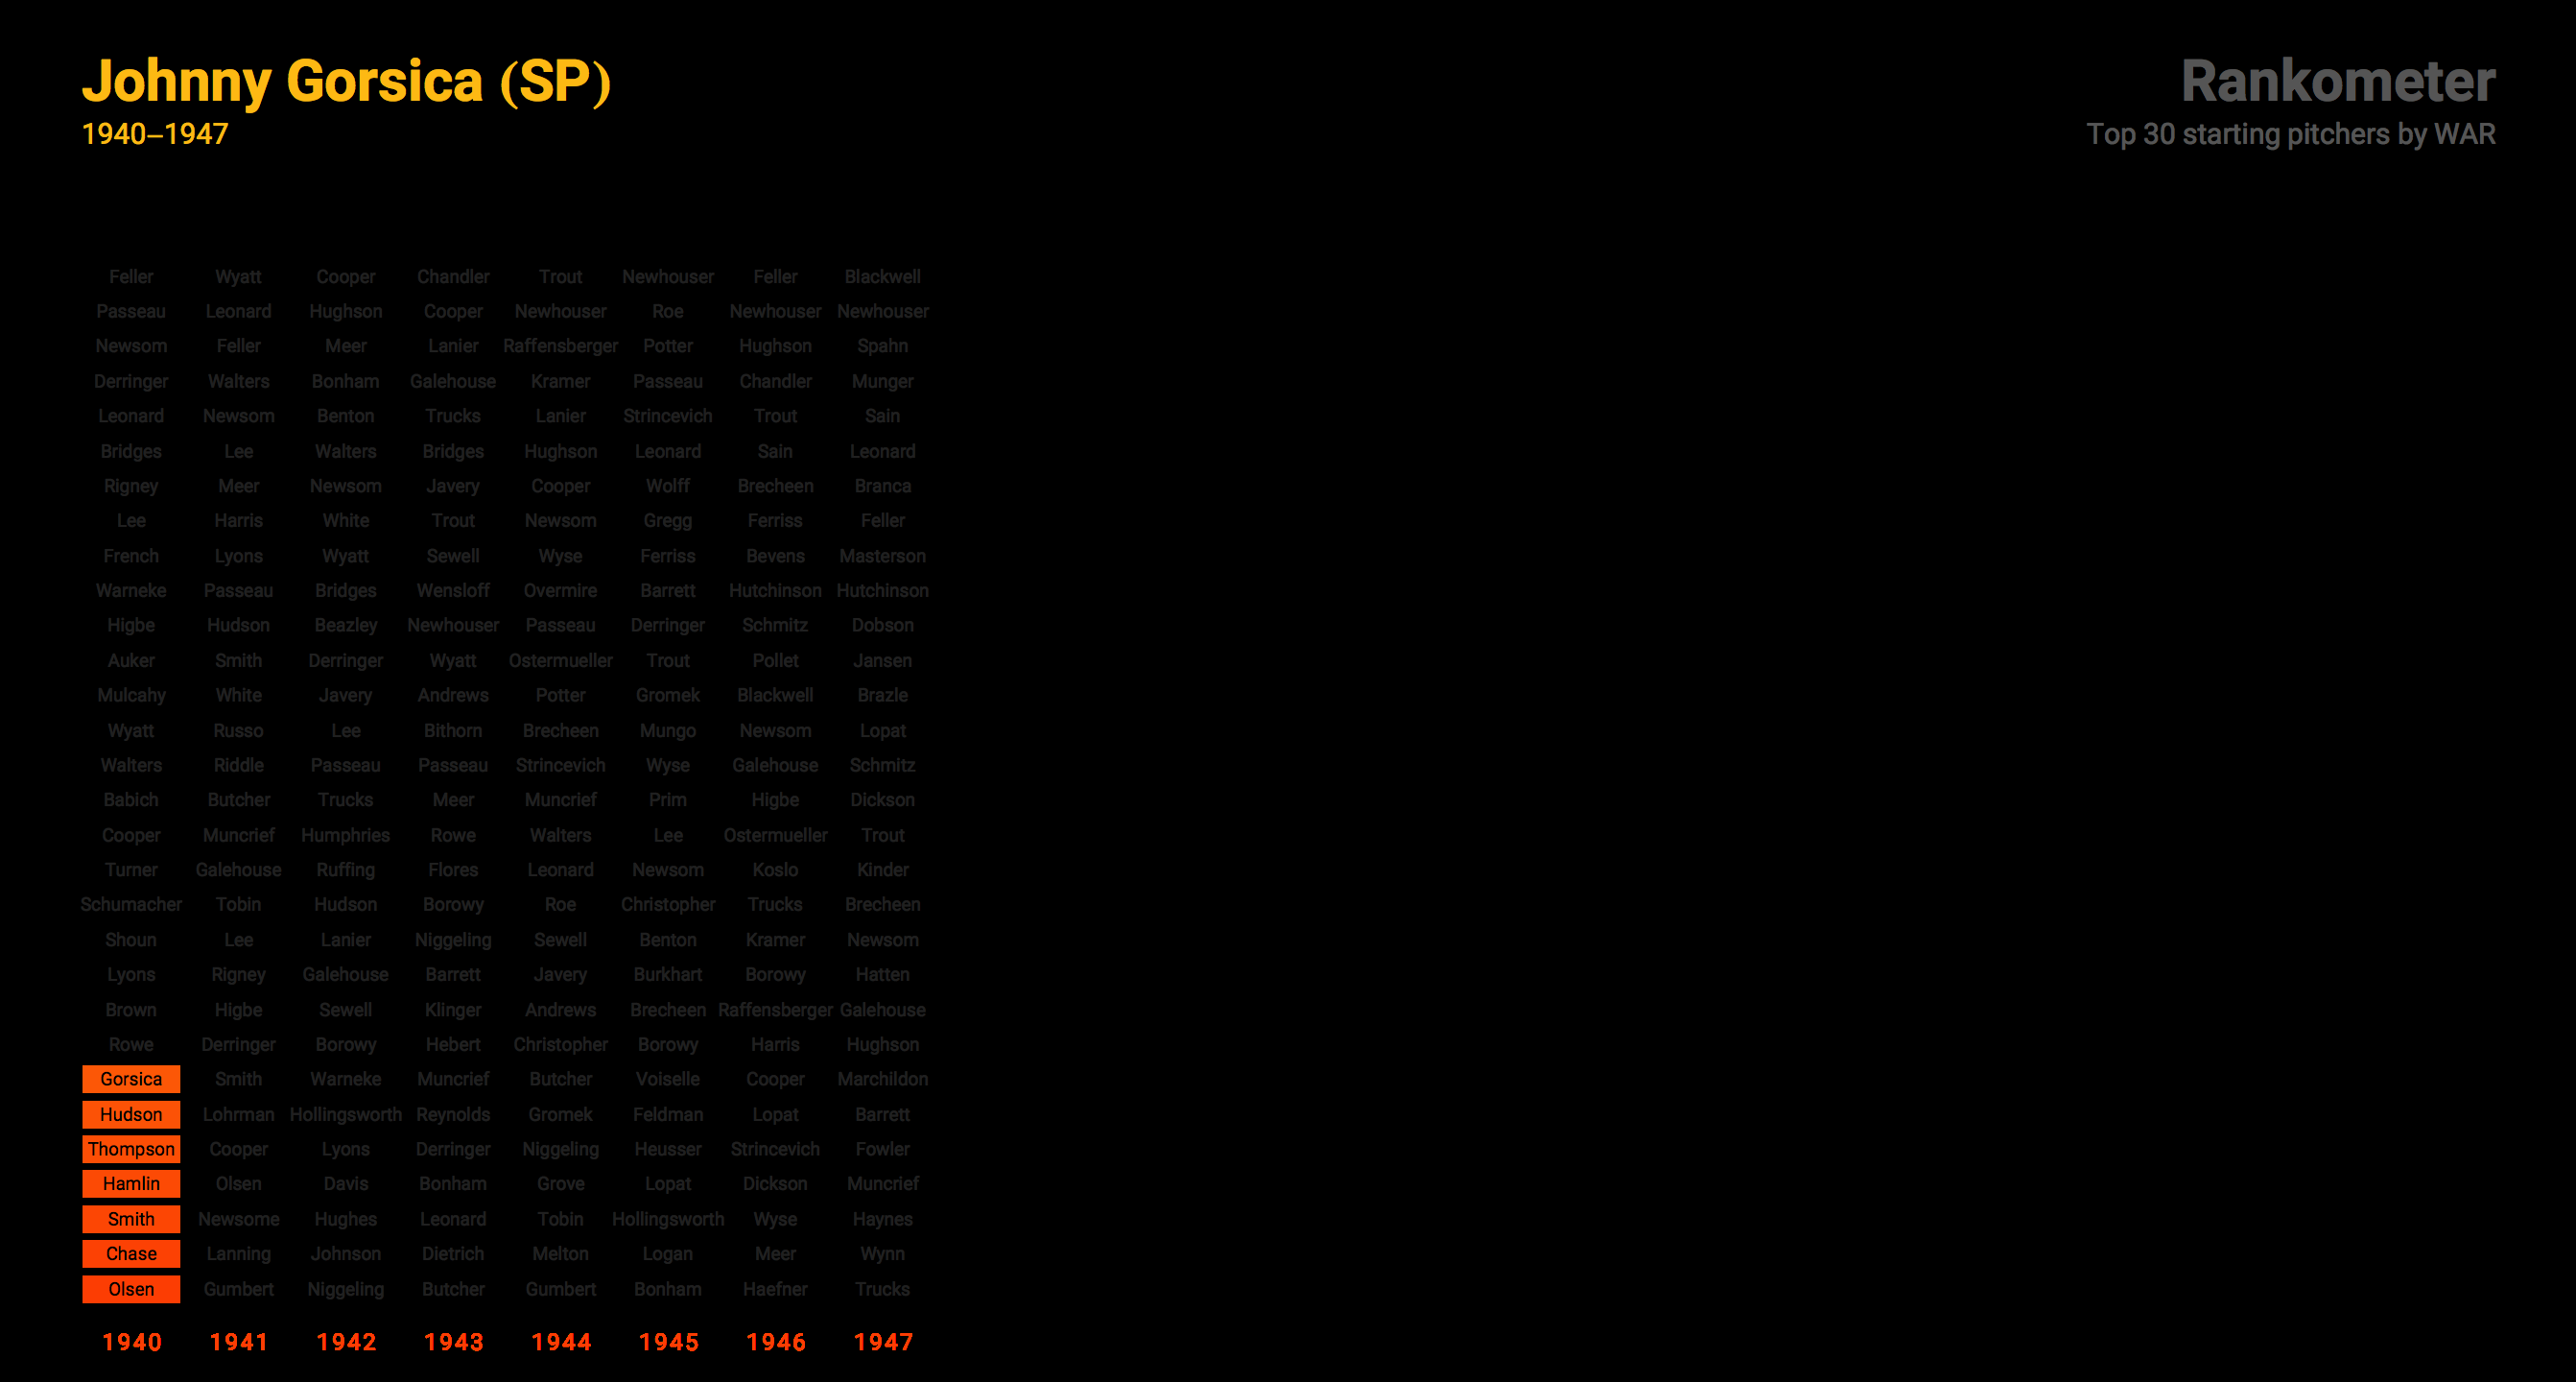 Johnny Gorsica (SP)
1940–1947
Rankometer
Top 30 starting pitchers by WAR
Feller Wyatt Cooper Chandler Trout Newhouser Feller Blackwell
Passeau Leonard Hughson Cooper Newhouser Roe Newhouser Newhouser
Newsom Feller Meer Lanier Raffensberger Potter Hughson Spahn
Derringer Walters Bonham Galehouse Kramer Passeau Chandler Munger
Leonard Newsom Benton Trucks Lanier Strincevich Trout Sain
Bridges Lee Walters Bridges Hughson Leonard Sain Leonard
Rigney Meer Newsom Javery Cooper Wolff Brecheen Branca
Lee Harris White Trout Newsom Gregg Ferriss Feller
French Lyons Wyatt Sewell Wyse Ferriss Bevens Masterson
Warneke Passeau Bridges Wensloff Overmire Barrett Hutchinson Hutchinson
Higbe Hudson Beazley Newhouser Passeau Derringer Schmitz Dobson
Auker Smith Derringer Wyatt Ostermueller Trout Pollet Jansen
Mulcahy White Javery Andrews Potter Gromek Blackwell Brazle
Wyatt Russo Lee Bithorn Brecheen Mungo Newsom Lopat
Walters Riddle Passeau Passeau Strincevich Wyse Galehouse Schmitz
Babich Butcher Trucks Meer Muncrief Prim Higbe Dickson
Cooper Muncrief Humphries Rowe Walters Lee Ostermueller Trout
Turner Galehouse Ruffing Flores Leonard Newsom Koslo Kinder
Schumacher Tobin Hudson Borowy Roe Christopher Trucks Brecheen
Shoun Lee Lanier Niggeling Sewell Benton Kramer Newsom
Lyons Rigney Galehouse Barrett Javery Burkhart Borowy Hatten
Brown Higbe Sewell Klinger Andrews Brecheen Raffensberger Galehouse
Rowe Derringer Borowy Hebert Christopher Borowy Harris Hughson
Gorsica Smith Warneke Muncrief Butcher Voiselle Cooper Marchildon
Hudson Lohrman Hollingsworth Reynolds Gromek Feldman Lopat Barrett
Thompson Cooper Lyons Derringer Niggeling Heusser Strincevich Fowler
Hamlin Olsen Davis Bonham Grove Lopat Dickson Muncrief
Smith Newsome Hughes Leonard Tobin Hollingsworth Wyse Haynes
Chase Lanning Johnson Dietrich Melton Logan Meer Wynn
Olsen Gumbert Niggeling Butcher Gumbert Bonham Haefner Trucks
1940 1941 1942 1943 1944 1945 1946 1947